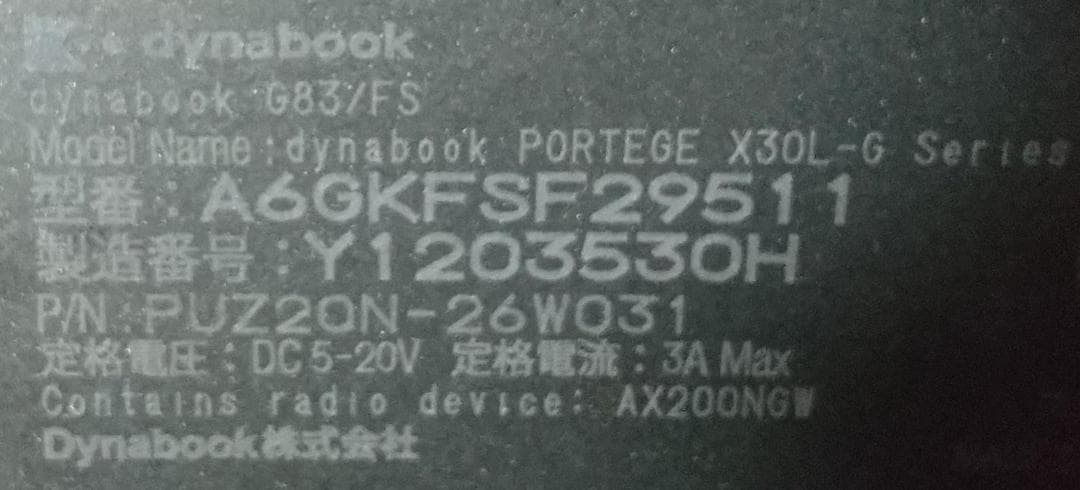 dynabook
dynabook G83/FS
Model Name:dynabook PORTEGE X30L-G Series
型番:A6GKFSF29511
製造番号:Y1203530H
P/N:PUZ20N-26W031
定格電圧:DC5-20V 定格電流:3A Max
Contains radio device: AX200NGW
Dynabook株式会社